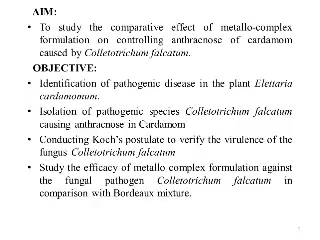 AIM:
• To study the comparative effect of metallo-complex
formulation on controlling anthracnose of cardamom
caused by Colletotrichum falcatum.
OBJECTIVE:
• Identification of pathogenic disease in the plant Elettaria
cardamomum.
• Isolation of pathogenic species Colletotrichum falcatum
causing anthracnose in Cardamom
• Conducting Koch's postulate to verify the virulence of the
fungus Colletotrichum falcatum
• Study the efficacy of metallo complex formulation against
the fungal pathogen Colletotrichum falcatum in
comparison with Bordeaux mixture.